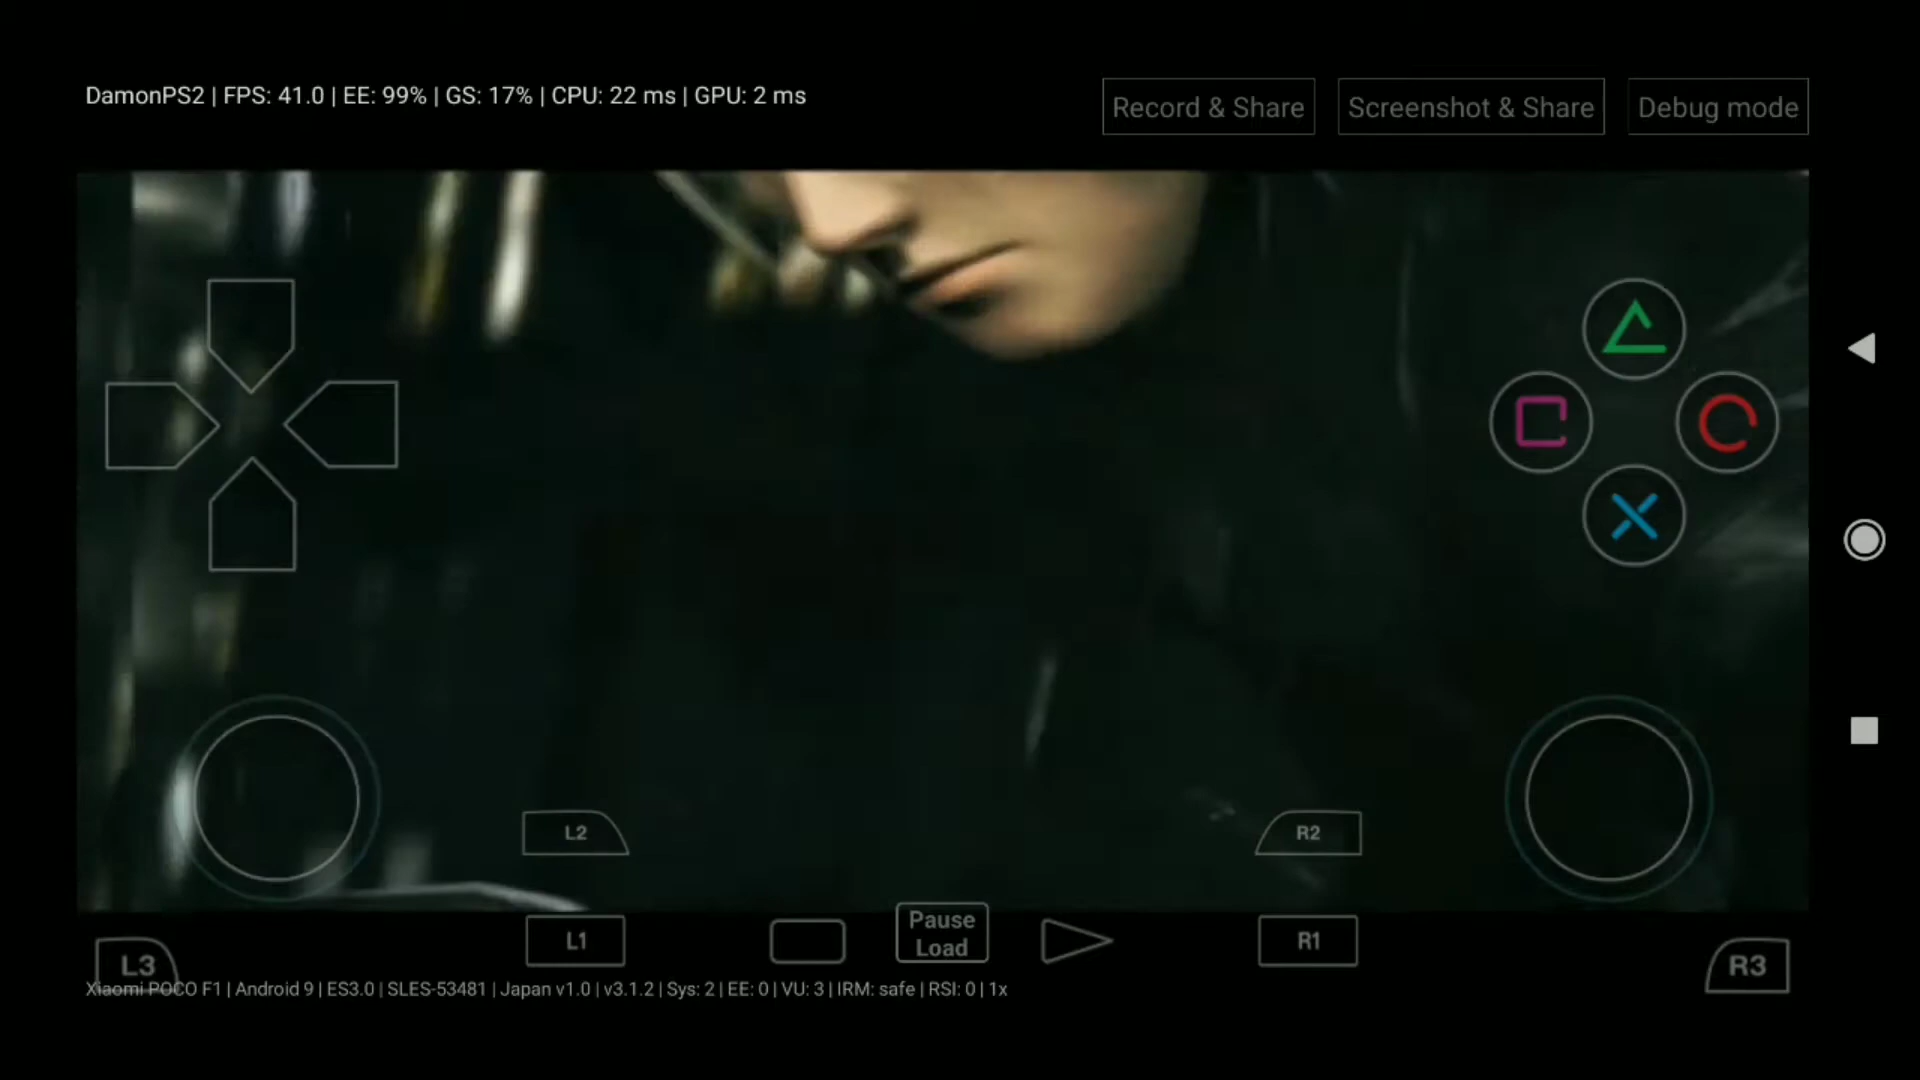 DamonPS2 | FPS: 41.0 | EE: 99% | GS: 17% | CPU: 22 ms | GPU: 2 ms
Record & Share
Screenshot & Share
Debug mode
L2
R2
L1
Pause
Load
R1
L3
R3
Xiaomi POCO F1 | Android 9 | ES3.0 | SLES-53481 | Japan v1.0 | v3.1.2 | Sys: 2 | EE: 0 | VU: 3 | IRM: safe | RSI: 0 | 1x